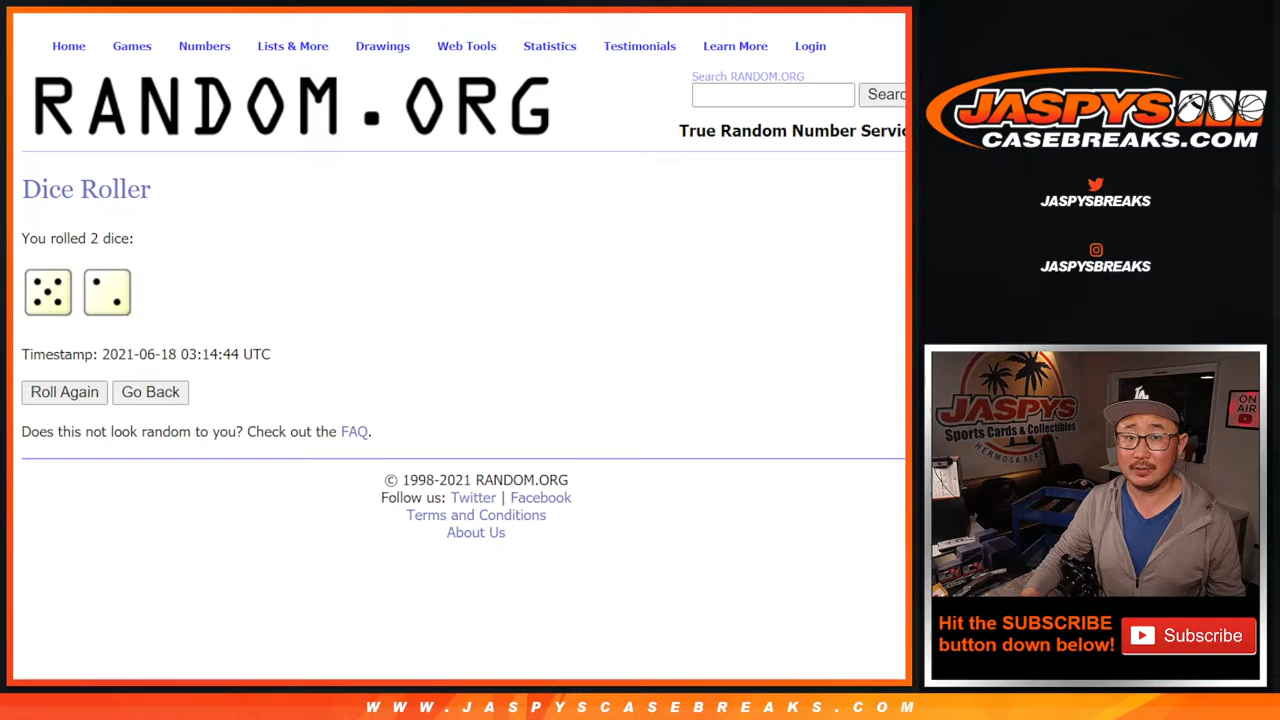 Home Games Numbers Lists & More Drawings Web Tools Statistics Testimonials Learn More Login
RANDOM.ORG
Search RANDOM.ORG
Searc
True Random Number Servic
Dice Roller
You rolled 2 dice:
Timestamp: 2021-06-18 03:14:44 UTC
Roll Again Go Back
Does this not look random to you? Check out the FAQ.
© 1998-2021 RANDOM.ORG
Follow us: Twitter | Facebook
Terms and Conditions
About Us
JASPYS
CASEBREAKS.COM
JASPYSBREAKS
JASPYSBREAKS
JASPYS
Sports Cards & Collectibles
HERMOSA BEACH
LA
ON
AIR
Hit the SUBSCRIBE
button down below!
Subscribe
WWW.JASPYSCASEBREAKS.COM